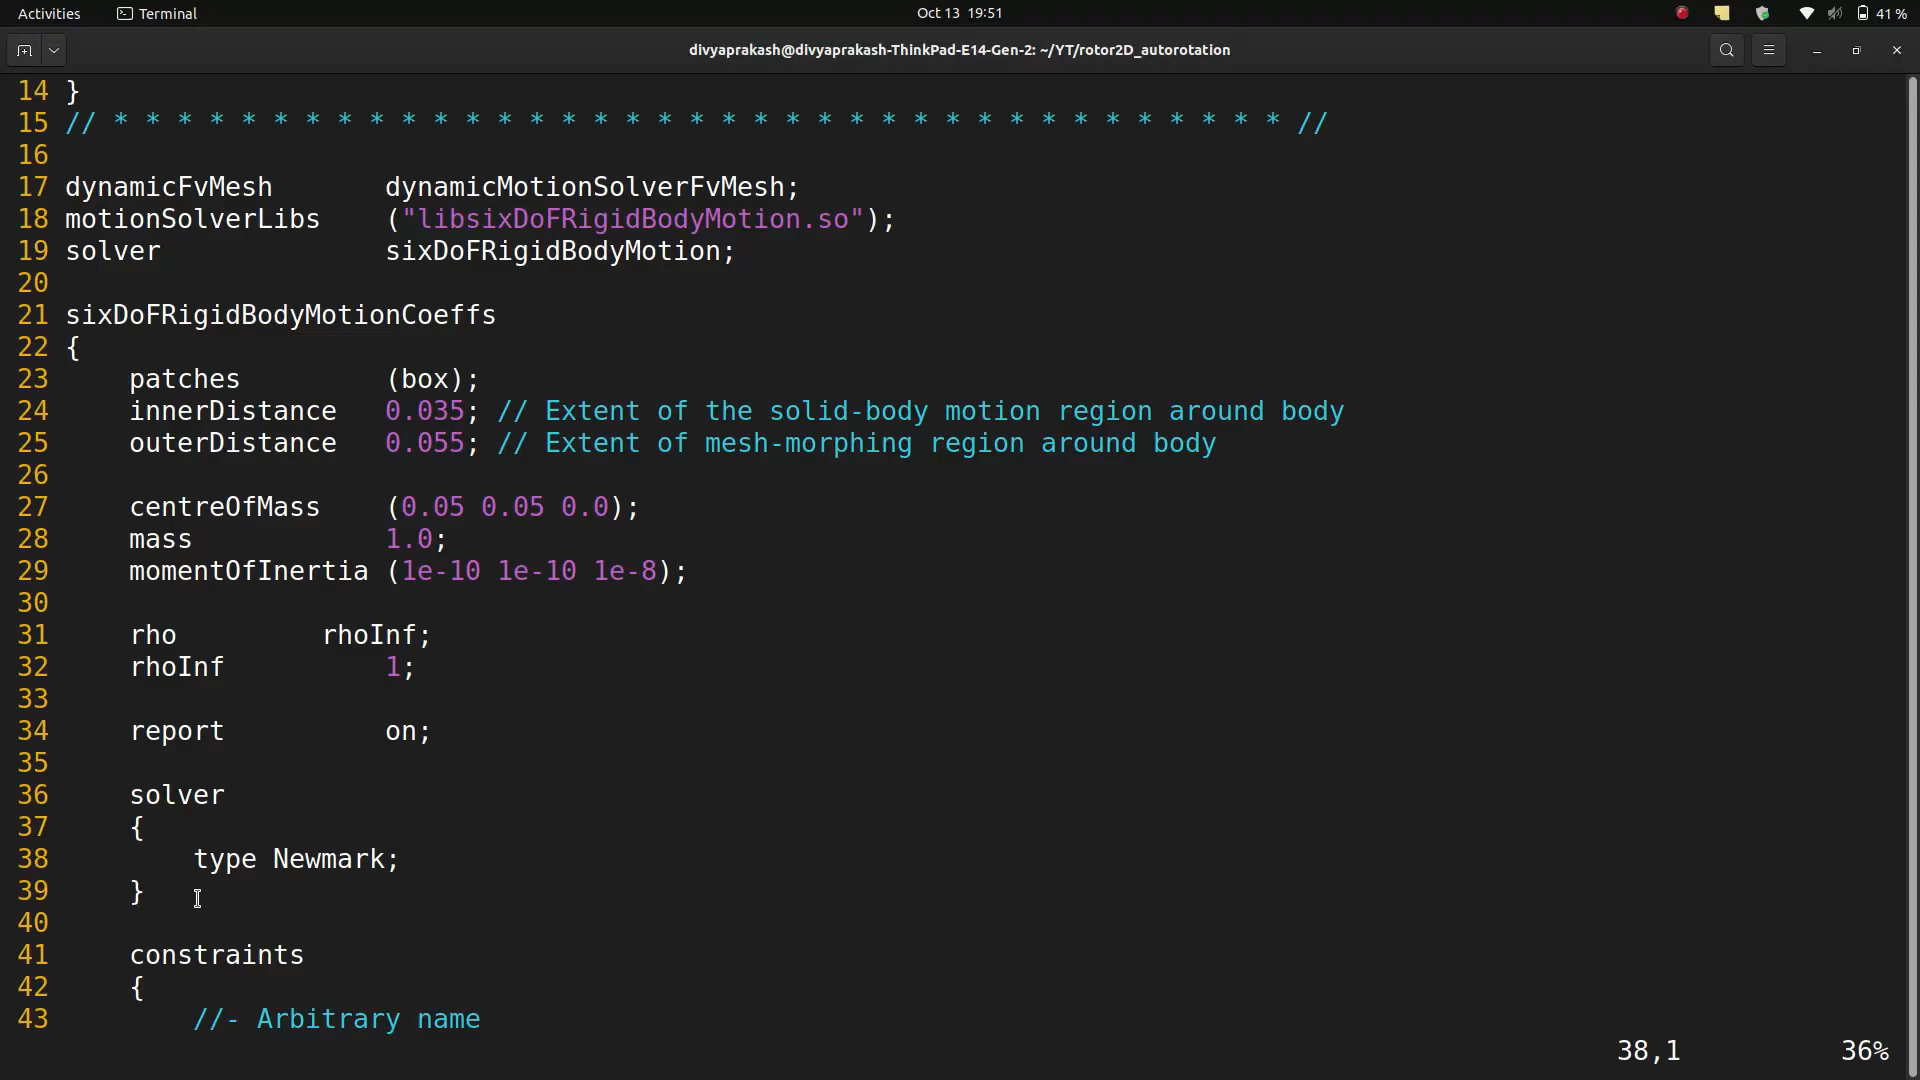 Activities Terminal Oct 13 19:51 41 %
divyaprakash@divyaprakash-ThinkPad-E14-Gen-2: ~/YT/rotor2D_autorotation
14 }
15 // * * * * * * * * * * * * * * * * * * * * * * * * * * * * * * * * * * * * * //
16
17 dynamicFvMesh       dynamicMotionSolverFvMesh;
18 motionSolverLibs    ("libsixDoFRigidBodyMotion.so");
19 solver              sixDoFRigidBodyMotion;
20
21 sixDoFRigidBodyMotionCoeffs
22 {
23     patches         (box);
24     innerDistance   0.035; // Extent of the solid-body motion region around body
25     outerDistance   0.055; // Extent of mesh-morphing region around body
26
27     centreOfMass    (0.05 0.05 0.0);
28     mass            1.0;
29     momentOfInertia (1e-10 1e-10 1e-8);
30
31     rho         rhoInf;
32     rhoInf          1;
33
34     report          on;
35
36     solver
37     {
38         type Newmark;
39     }
40
41     constraints
42     {
43         //- Arbitrary name
38,1 36%